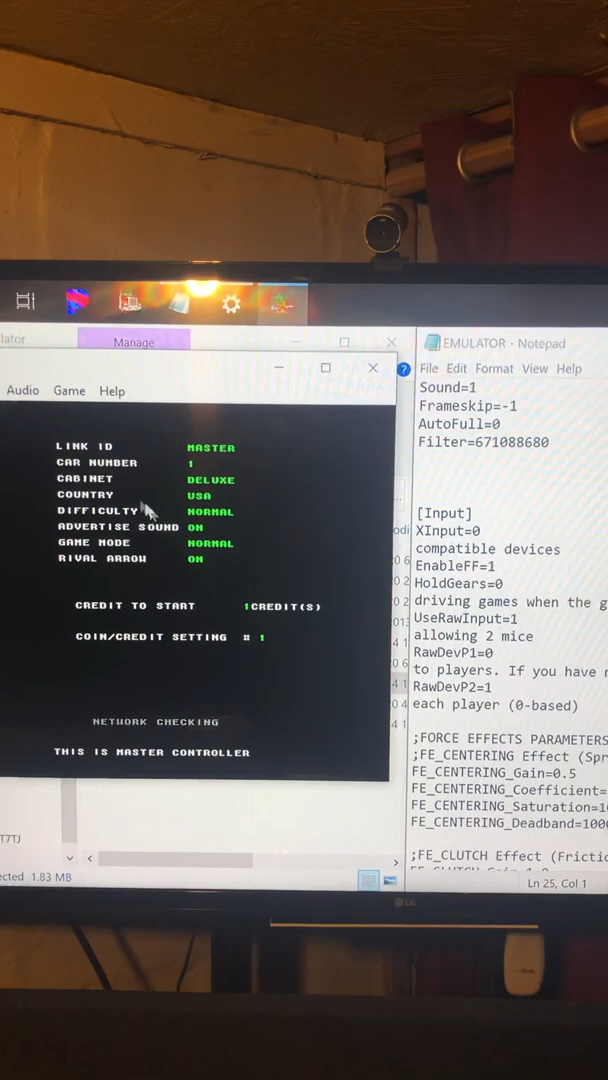 lator
Manage
Audio Game Help
LINK ID MASTER
CAR NUMBER 1
CABINET DELUXE
COUNTRY USA
DIFFICULTY NORMAL
ADVERTISE SOUND ON
GAME MODE NORMAL
RIVAL ARROW ON
CREDIT TO START 1CREDIT(S)
COIN/CREDIT SETTING # 1
NETWORK CHECKING
THIS IS MASTER CONTROLLER
T7TJ
cted 1.83 MB
EMULATOR - Notepad
File Edit Format View Help
Sound=1
Frameskip=-1
AutoFull=0
Filter=671088680
[Input]
XInput=0
compatible devices
EnableFF=1
HoldGears=0
driving games when the g
UseRawInput=1
allowing 2 mice
RawDevP1=0
to players. If you have
RawDevP2=1
each player (0-based)
;FORCE EFFECTS PARAMETERS
;FE_CENTERING Effect (Spr
FE_CENTERING_Gain=0.5
FE_CENTERING_Coefficient=
FE_CENTERING_Saturation=1
FE_CENTERING_Deadband=1000
;FE_CLUTCH Effect (Frictio
Ln 25, Col 1
LG